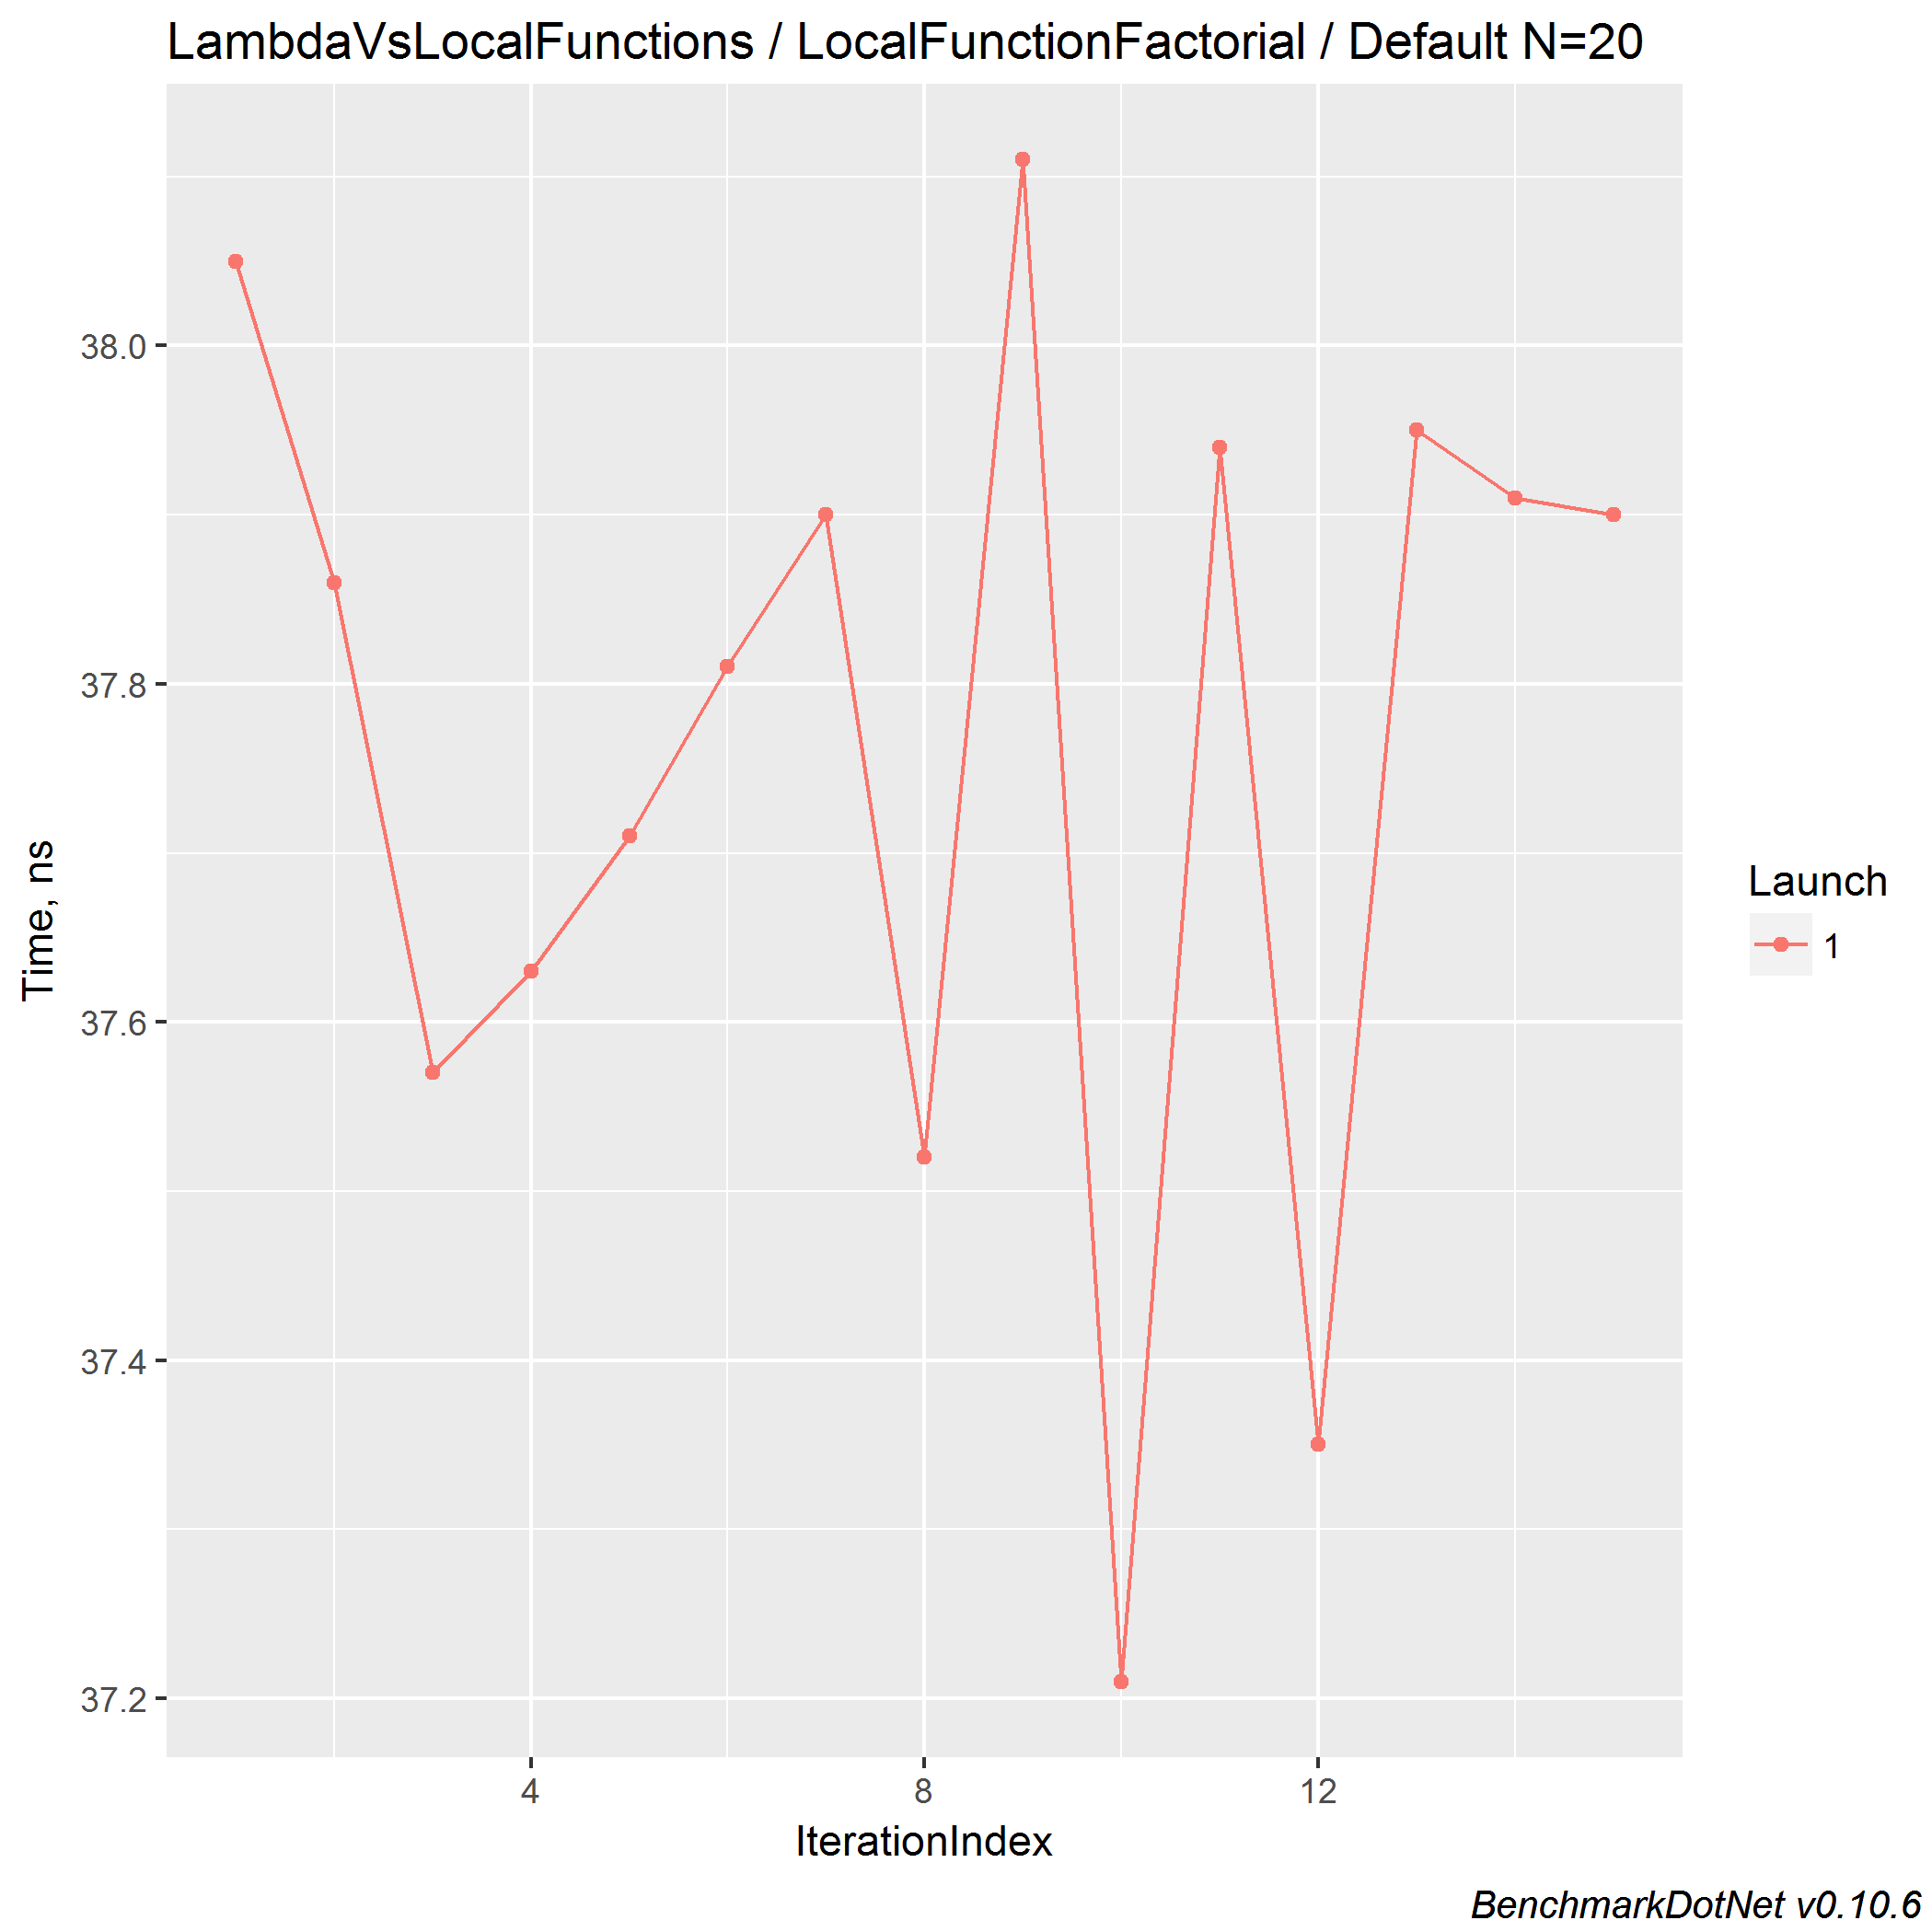 LambdaVsLocalFunctions / LocalFunctionFactorial / Default N=20
Time, ns
38.0
37.8
37.6
37.4
37.2
4
8
12
IterationIndex
Launch
1
BenchmarkDotNet v0.10.6